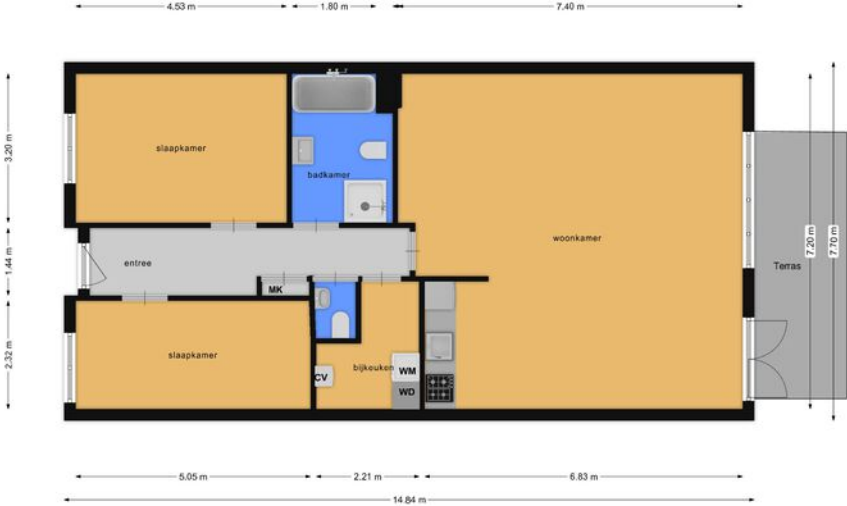 4.53 m
1.80 m
7.40 m
3.20 m
slaapkamer
badkamer
woonkamer
7.20 m
7.70 m
1.44 m
entree
Terras
MK
2.32 m
slaapkamer
bijkeuken
WM
CV
WD
5.05 m
2.21 m
6.83 m
14.84 m